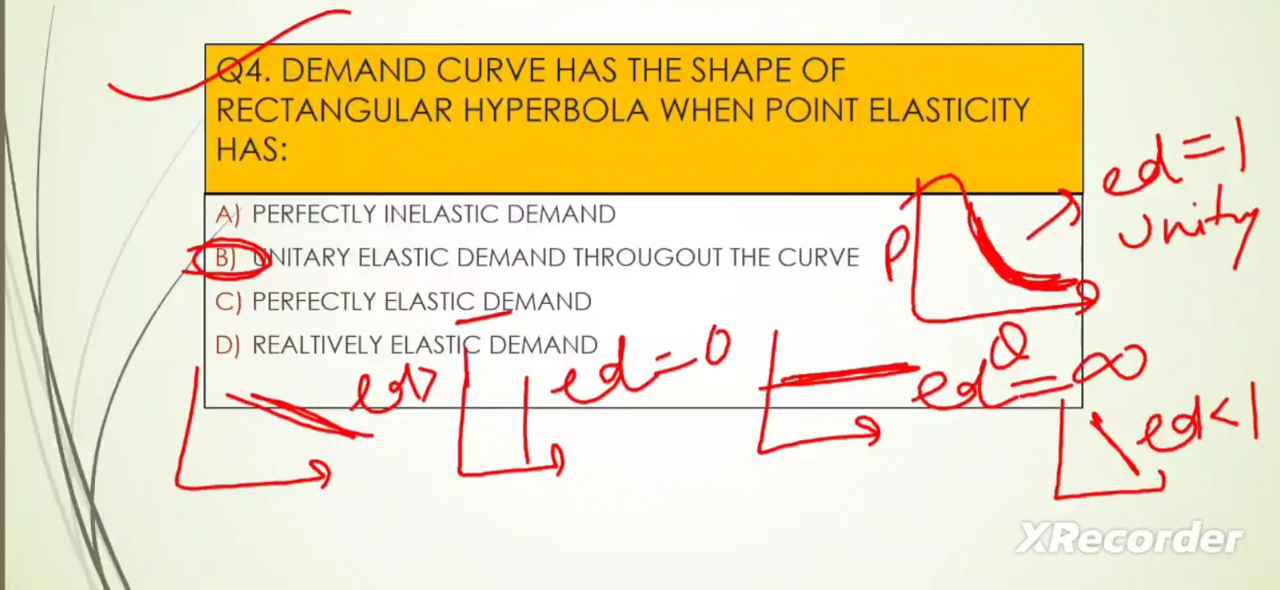 Q4. DEMAND CURVE HAS THE SHAPE OF
RECTANGULAR HYPERBOLA WHEN POINT ELASTICITY
HAS:
A) PERFECTLY INELASTIC DEMAND
B) UNITARY ELASTIC DEMAND THROUGOUT THE CURVE
C) PERFECTLY ELASTIC DEMAND
D) REALTIVELY ELASTIC DEMAND
ed=1
unity
P
Q
ed>
ed=0
ed=∞
ed<1
XRecorder